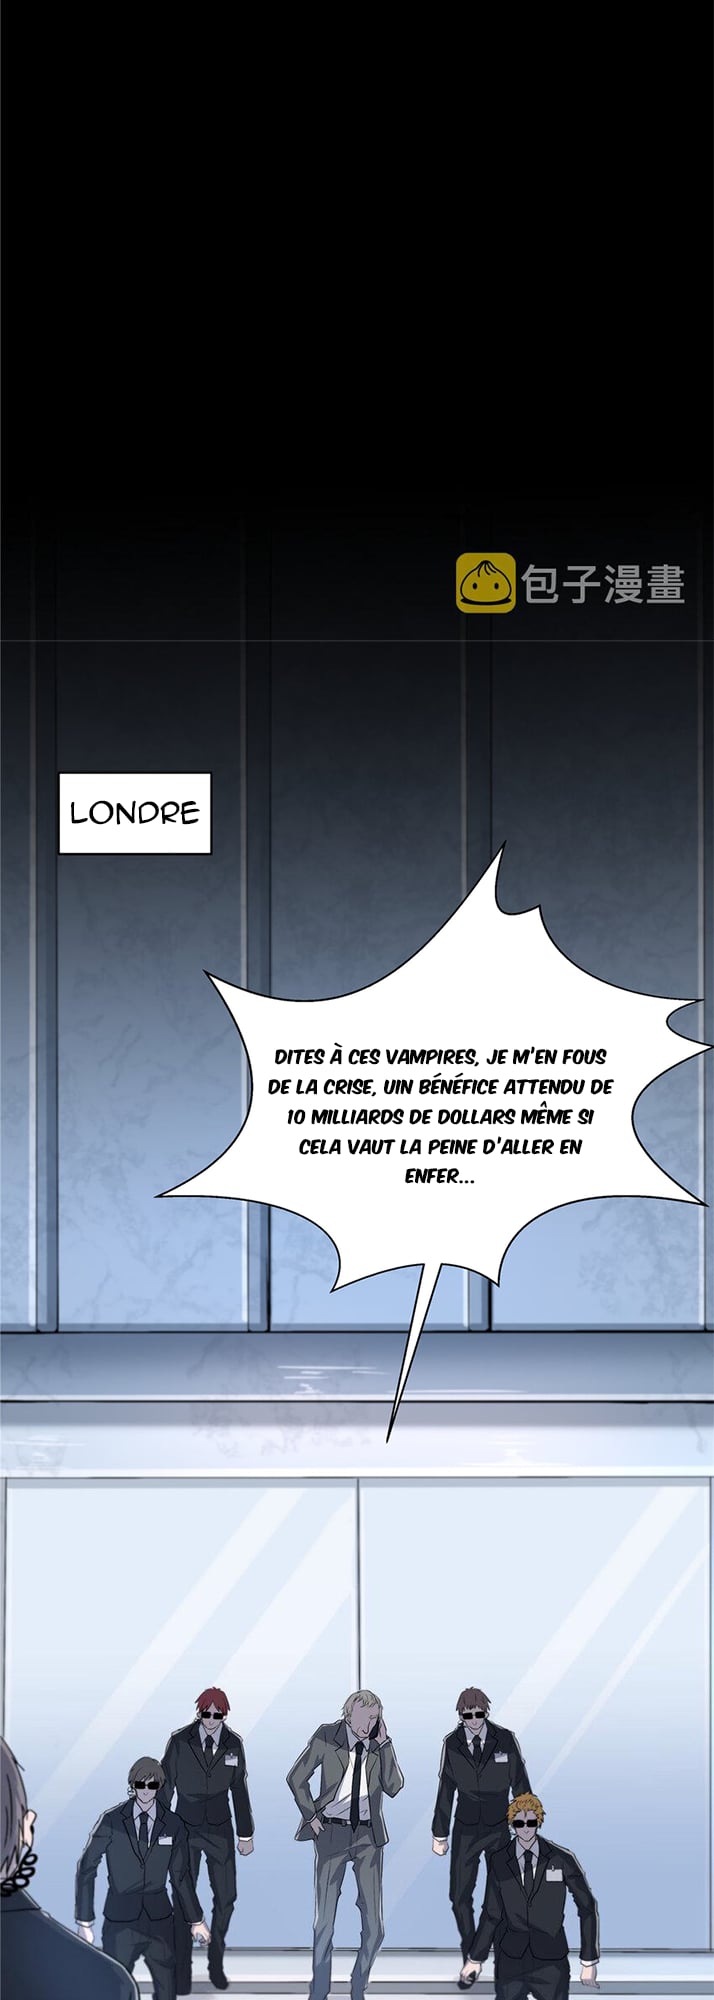 包子漫畫
LONDRE
DITES À CES VAMPIRES, JE M'EN FOUS
DE LA CRISE, UIN BÉNÉFICE ATTENDU DE
10 MILLIARDS DE DOLLARS MÊME SI
CELA VAUT LA PEINE D'ALLER EN
ENFER...